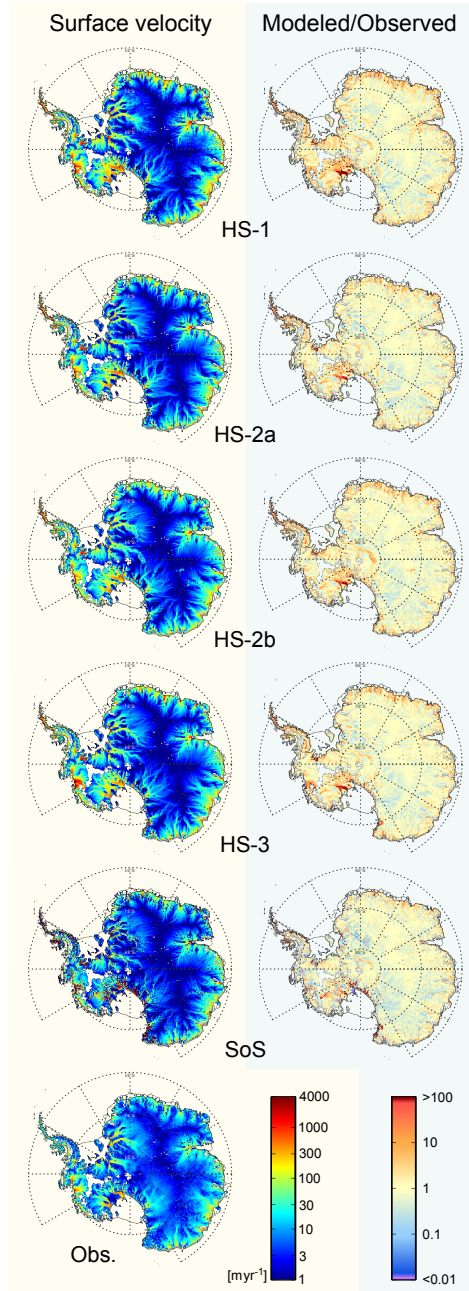 Surface velocity
Modeled/Observed
HS-1
HS-2a
HS-2b
HS-3
SoS
Obs.
4000
1000
300
100
30
10
3
1
[myr⁻¹]
>100
10
1
0.1
<0.01